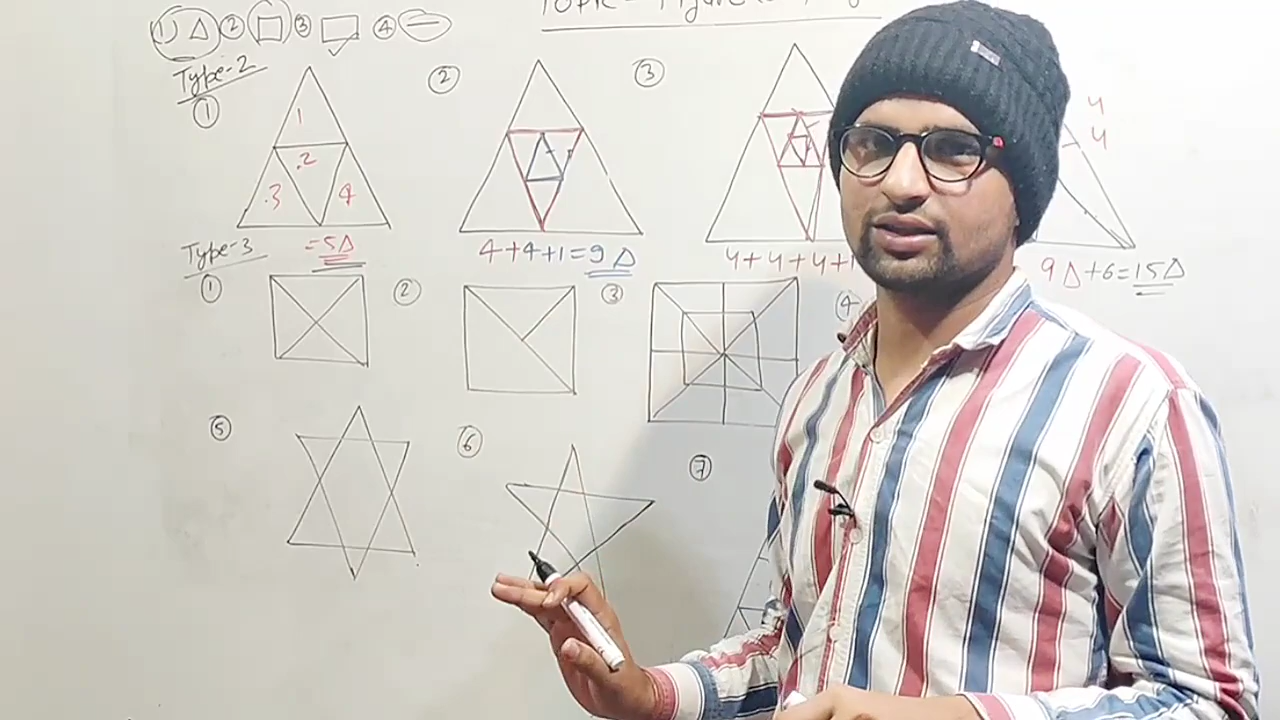 Topic -
1) △ ② □ ③ ▭ ④ —
Type-2
① ② ③
1
2
3 4
4
4
= 5△
4+4+1=9△
4+4+4+1
9△+6=15△
Type-3
① ② ③ ④
⑤ ⑥ ⑦